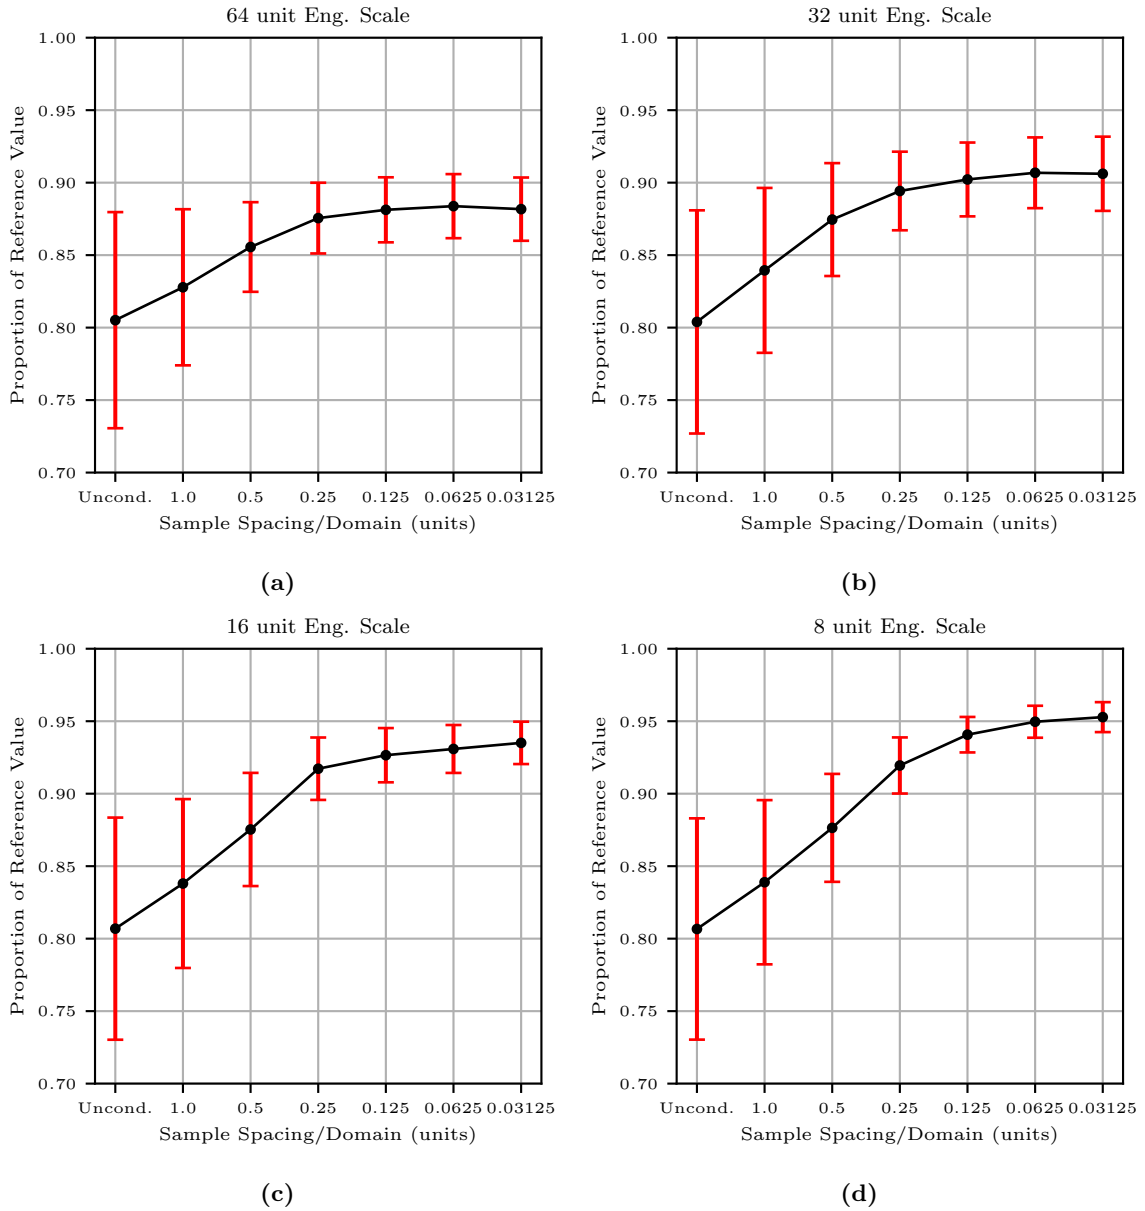 64 unit Eng. Scale
1.00
0.95
0.90
0.85
0.80
0.75
0.70
Proportion of Reference Value
Uncond. 1.0 0.5 0.25 0.125 0.0625 0.03125
Sample Spacing/Domain (units)
(a)
32 unit Eng. Scale
1.00
0.95
0.90
0.85
0.80
0.75
0.70
Proportion of Reference Value
Uncond. 1.0 0.5 0.25 0.125 0.0625 0.03125
Sample Spacing/Domain (units)
(b)
16 unit Eng. Scale
1.00
0.95
0.90
0.85
0.80
0.75
0.70
Proportion of Reference Value
Uncond. 1.0 0.5 0.25 0.125 0.0625 0.03125
Sample Spacing/Domain (units)
(c)
8 unit Eng. Scale
1.00
0.95
0.90
0.85
0.80
0.75
0.70
Proportion of Reference Value
Uncond. 1.0 0.5 0.25 0.125 0.0625 0.03125
Sample Spacing/Domain (units)
(d)